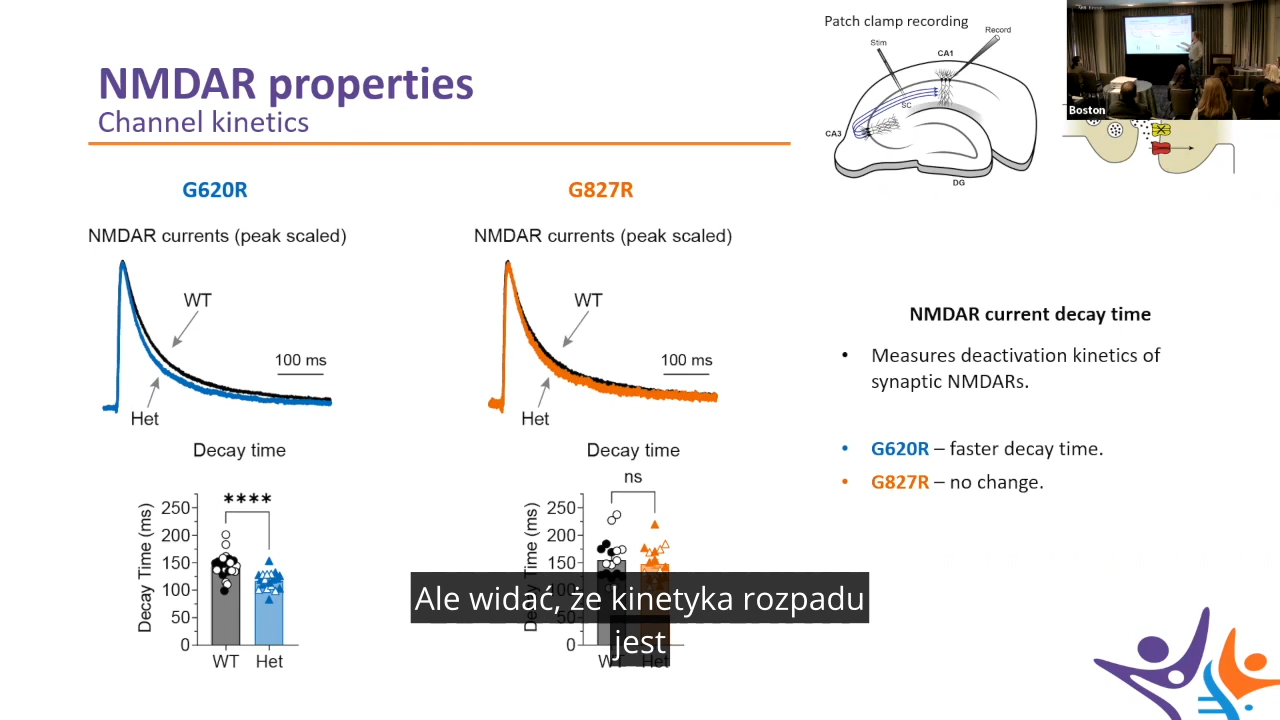 Patch clamp recording
Stim
Record
CA1
SC
CA3
DG
Boston
NMDAR properties
Channel kinetics
G620R
NMDAR currents (peak scaled)
WT
100 ms
Het
Decay time
****
Decay Time (ms)
250
200
150
100
50
0
WT
Het
G827R
NMDAR currents (peak scaled)
WT
100 ms
Het
Decay time
ns
Decay Time (ms)
250
200
150
100
50
0
WT
Het
NMDAR current decay time
• Measures deactivation kinetics of
synaptic NMDARs.
• G620R – faster decay time.
• G827R – no change.
Ale widać, że kinetyka rozpadu
jest